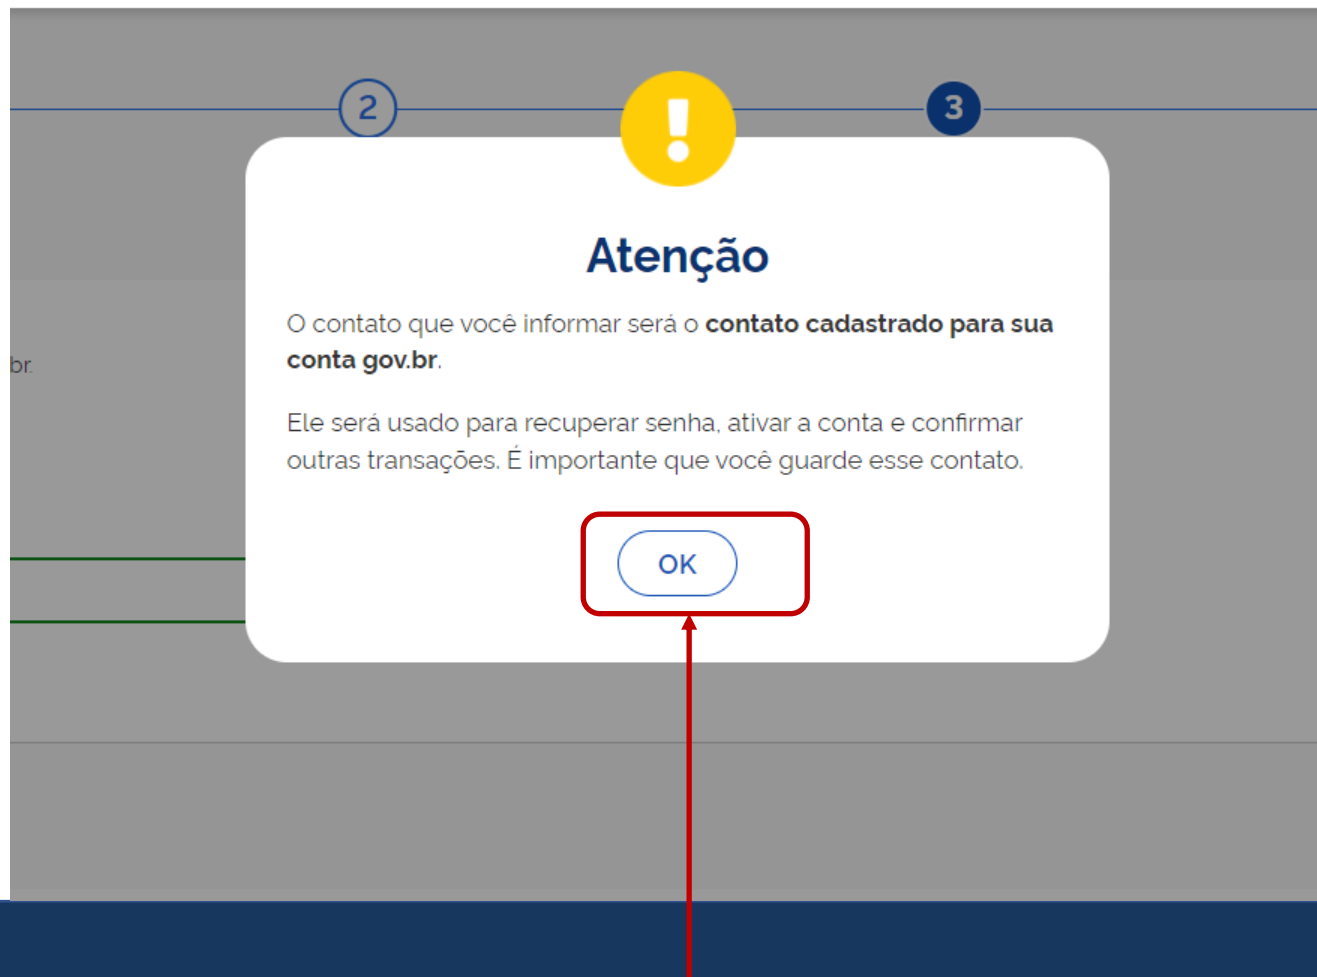 2
3
Atenção
O contato que você informar será o contato cadastrado para sua
conta gov.br.
br.
Ele será usado para recuperar senha, ativar a conta e confirmar
outras transações. É importante que você guarde esse contato.
OK